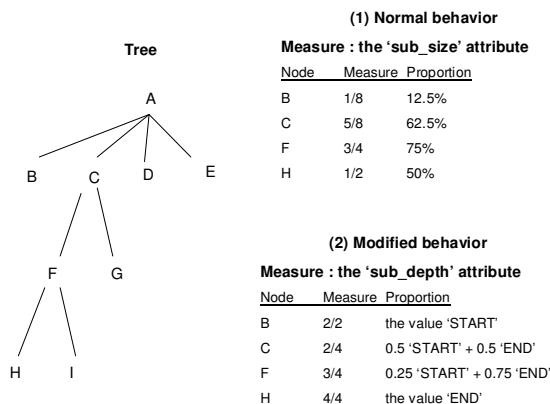 Tree
A
B
C
D
E
F
G
H
I
(1) Normal behavior
Measure : the ‘sub_size’ attribute
Node Measure Proportion
B 1/8 12.5%
C 5/8 62.5%
F 3/4 75%
H 1/2 50%
(2) Modified behavior
Measure : the ‘sub_depth’ attribute
Node Measure Proportion
B 2/2 the value ‘START’
C 2/4 0.5 ‘START’ + 0.5 ‘END’
F 3/4 0.25 ‘START’ + 0.75 ‘END’
H 4/4 the value ‘END’